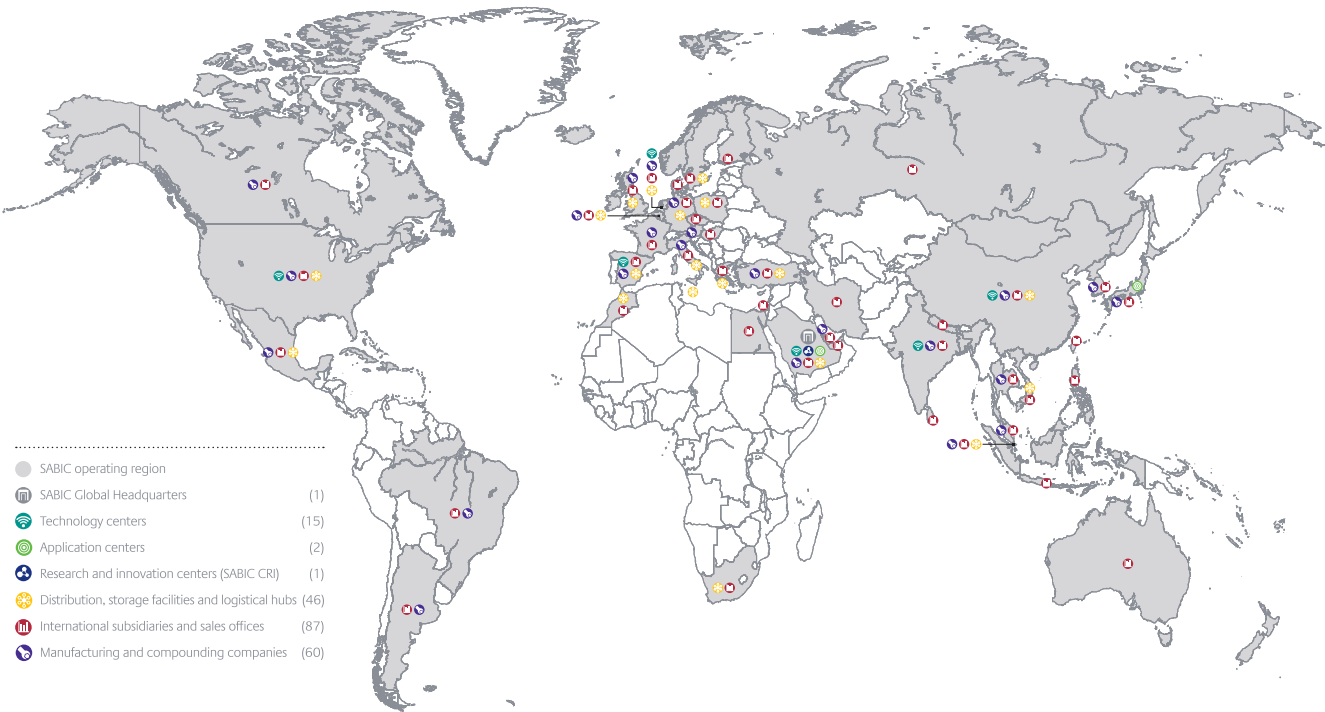 SABIC operating region
SABIC Global Headquarters (1)
Technology centers (15)
Application centers (2)
Research and innovation centers (SABIC CRI) (1)
Distribution, storage facilities and logistical hubs (46)
International subsidiaries and sales offices (87)
Manufacturing and compounding companies (60)